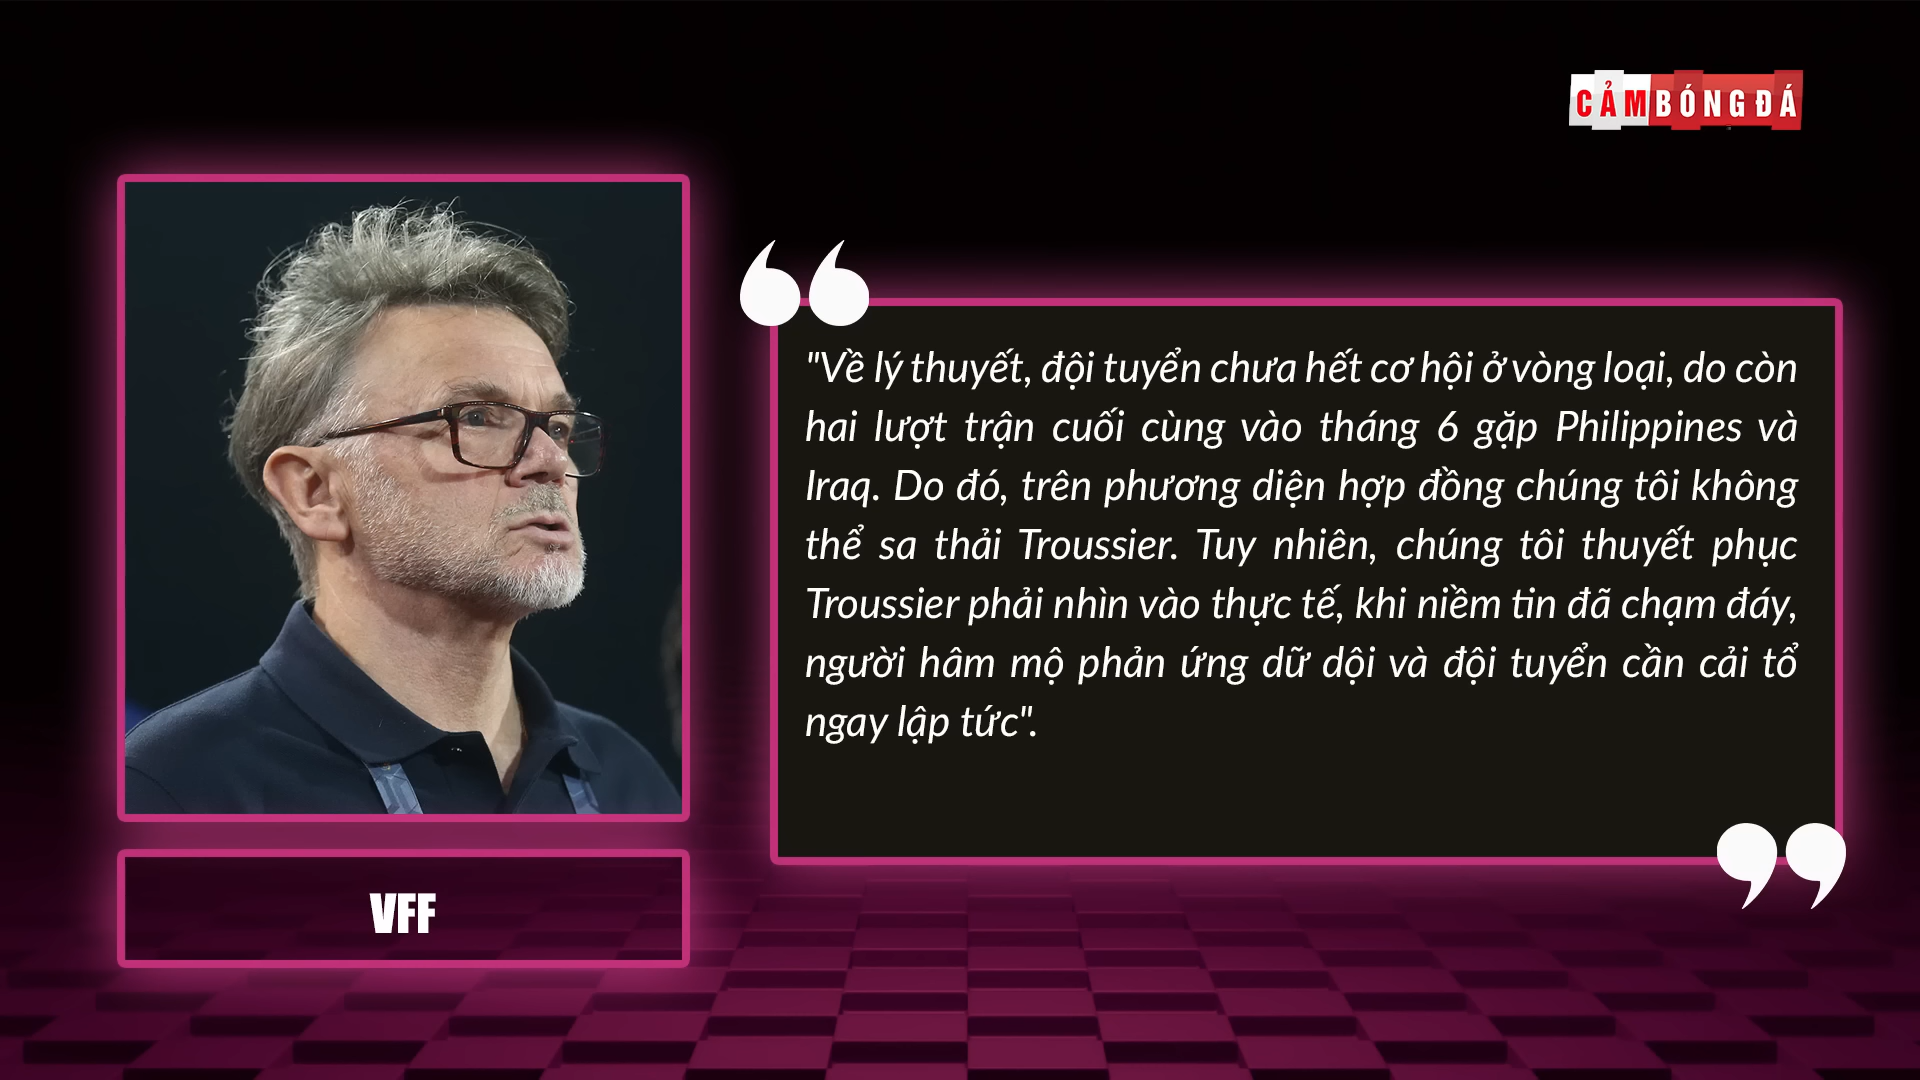 CẢM BÓNG ĐÁ
"Về lý thuyết, đội tuyển chưa hết cơ hội ở vòng loại, do còn
hai lượt trận cuối cùng vào tháng 6 gặp Philippines và
Iraq. Do đó, trên phương diện hợp đồng chúng tôi không
thể sa thải Troussier. Tuy nhiên, chúng tôi thuyết phục
Troussier phải nhìn vào thực tế, khi niềm tin đã chạm đáy,
người hâm mộ phản ứng dữ dội và đội tuyển cần cải tổ
ngay lập tức".
VFF